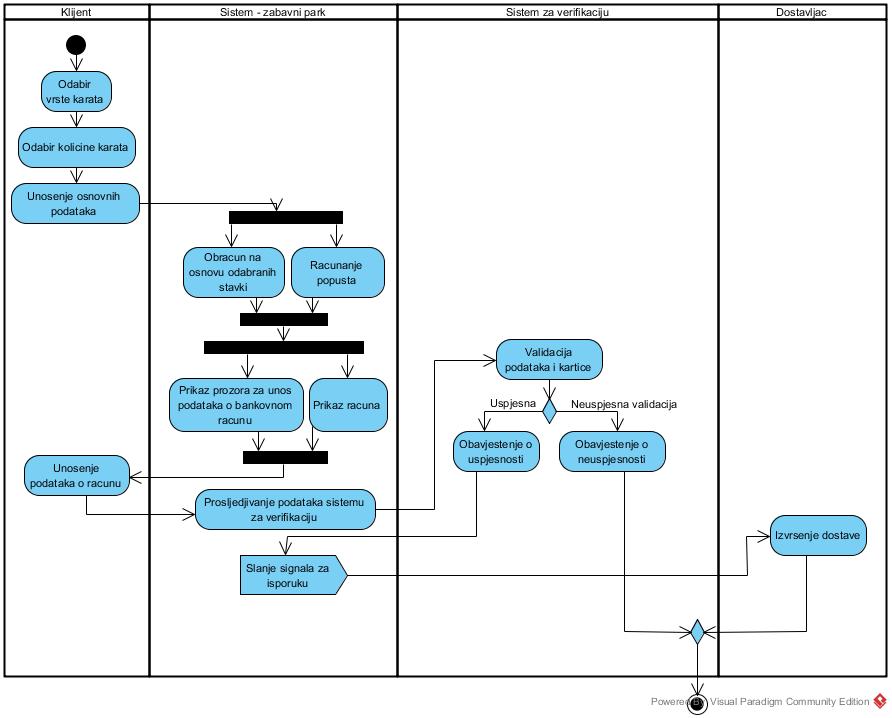 Klijent
Sistem - zabavni park
Sistem za verifikaciju
Dostavljac
Odabir
vrste karata
Odabir kolicine karata
Unosenje osnovnih
podataka
Obracun na
osnovu odabranih
stavki
Racunanje
popusta
Prikaz prozora za unos
podataka o bankovnom
racunu
Prikaz racuna
Unosenje
podataka o racunu
Prosljedjivanje podataka sistemu
za verifikaciju
Validacija
podataka i kartice
Uspjesna
Neuspjesna validacija
Obavjestenje o
uspjesnosti
Obavjestenje o
neuspjesnosti
Slanje signala za
isporuku
Izvrsenje dostave
Powered By Visual Paradigm Community Edition